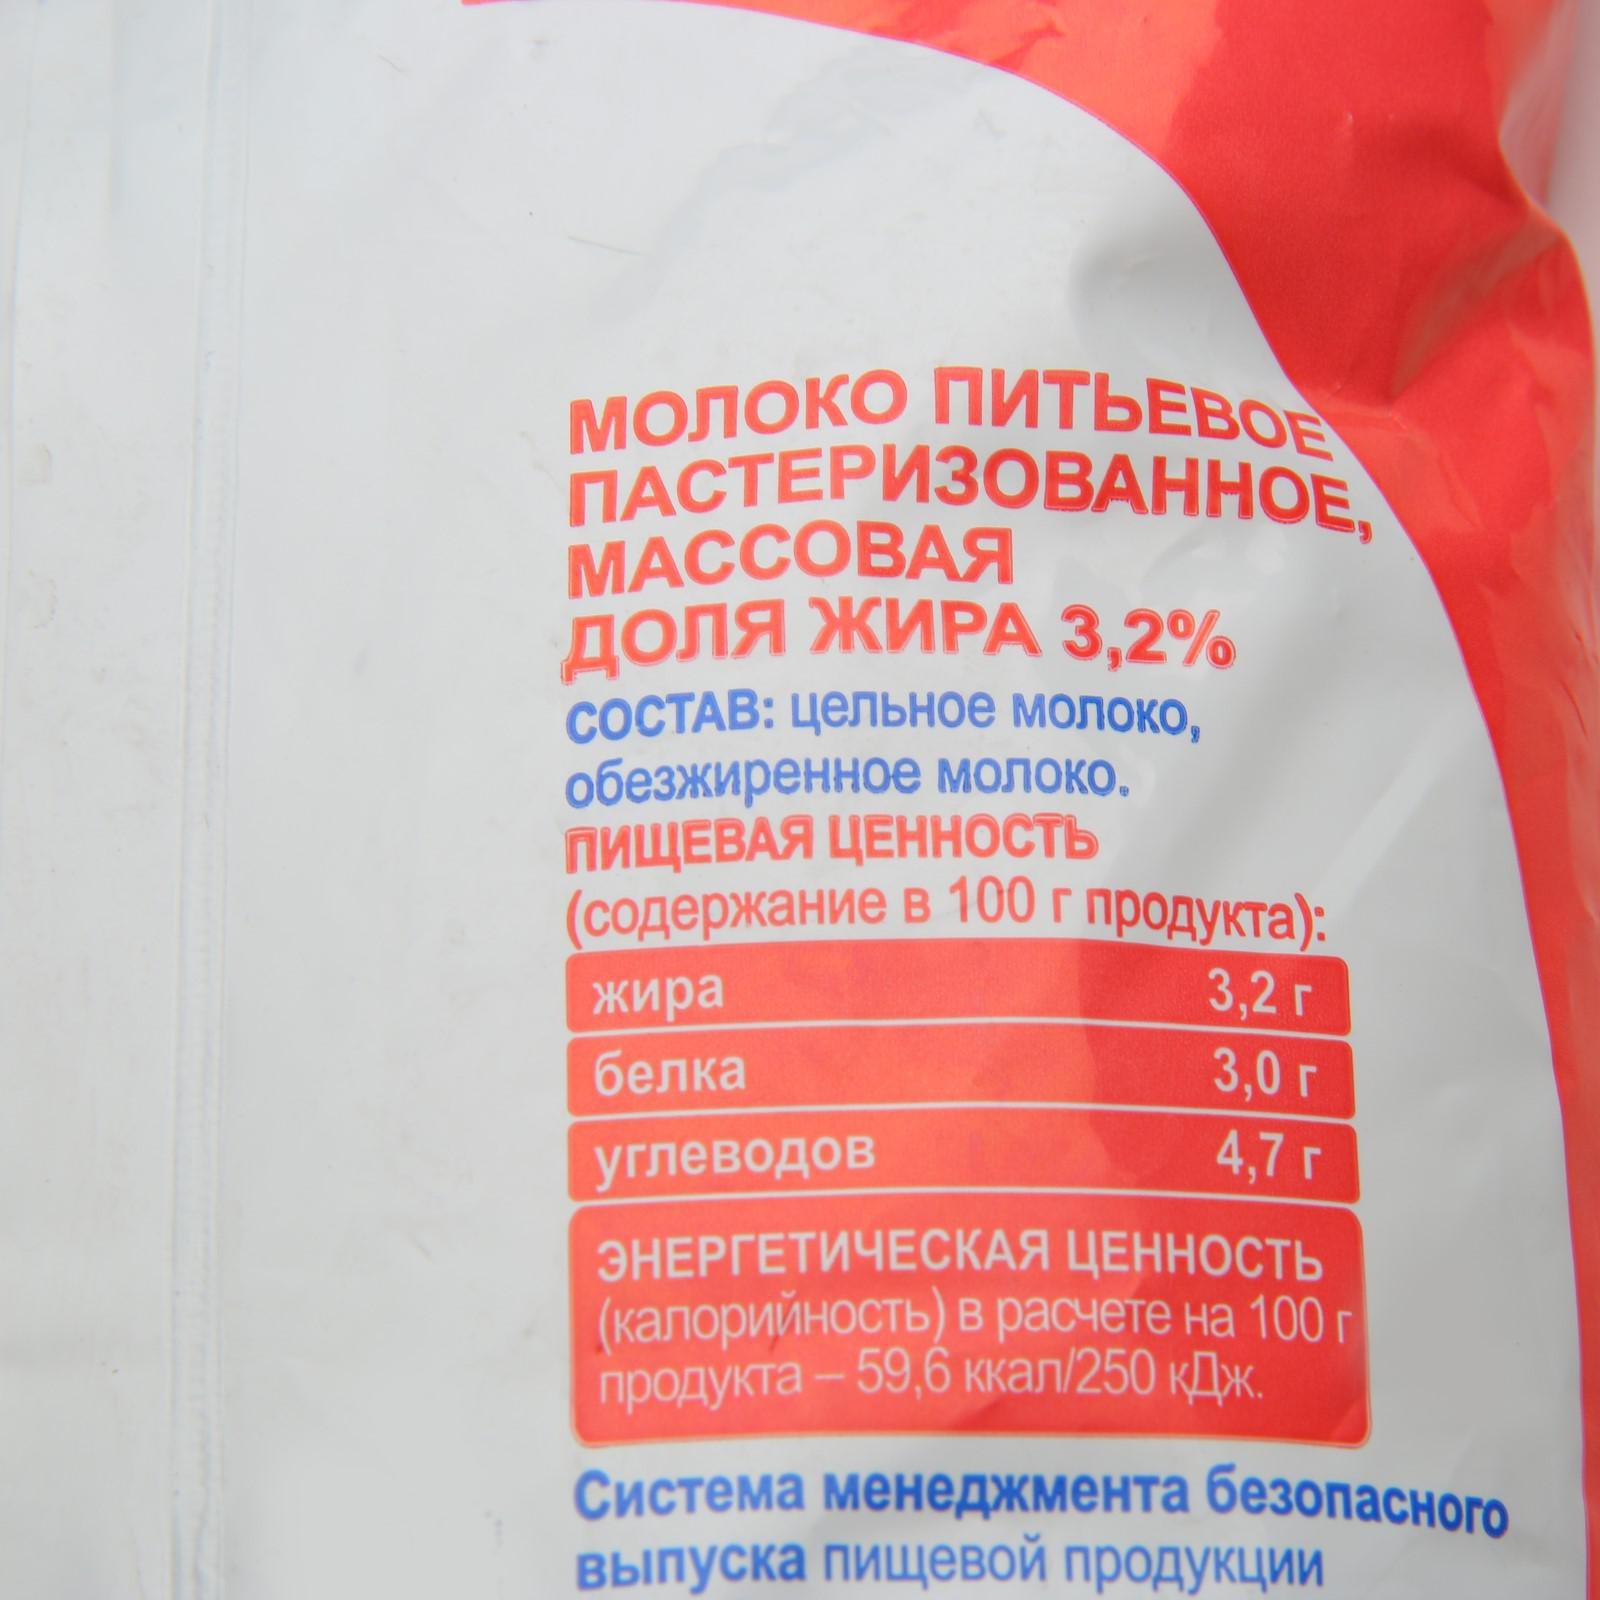 МОЛОКО ПИТЬЕВОЕ
ПАСТЕРИЗОВАННОЕ,
МАССОВАЯ
ДОЛЯ ЖИРА 3,2%
СОСТАВ: цельное молоко,
обезжиренное молоко.
ПИЩЕВАЯ ЦЕННОСТЬ
(содержание в 100 г продукта):
жира 3,2 г
белка 3,0 г
углеводов 4,7 г
ЭНЕРГЕТИЧЕСКАЯ ЦЕННОСТЬ
(калорийность) в расчете на 100 г
продукта – 59,6 ккал/250 кДж.
Система менеджмента безопасного
выпуска пищевой продукции